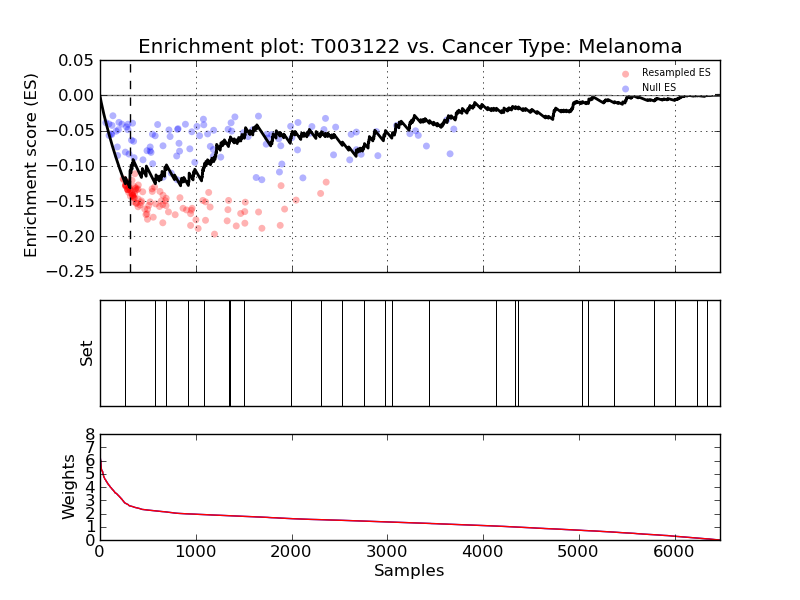 Enrichment plot: T003122 vs. Cancer Type: Melanoma
Enrichment score (ES)
0.05
0.00
−0.05
−0.10
−0.15
−0.20
−0.25
Resampled ES
Null ES
Set
Weights
8
7
6
5
4
3
2
1
0
0 1000 2000 3000 4000 5000 6000
Samples